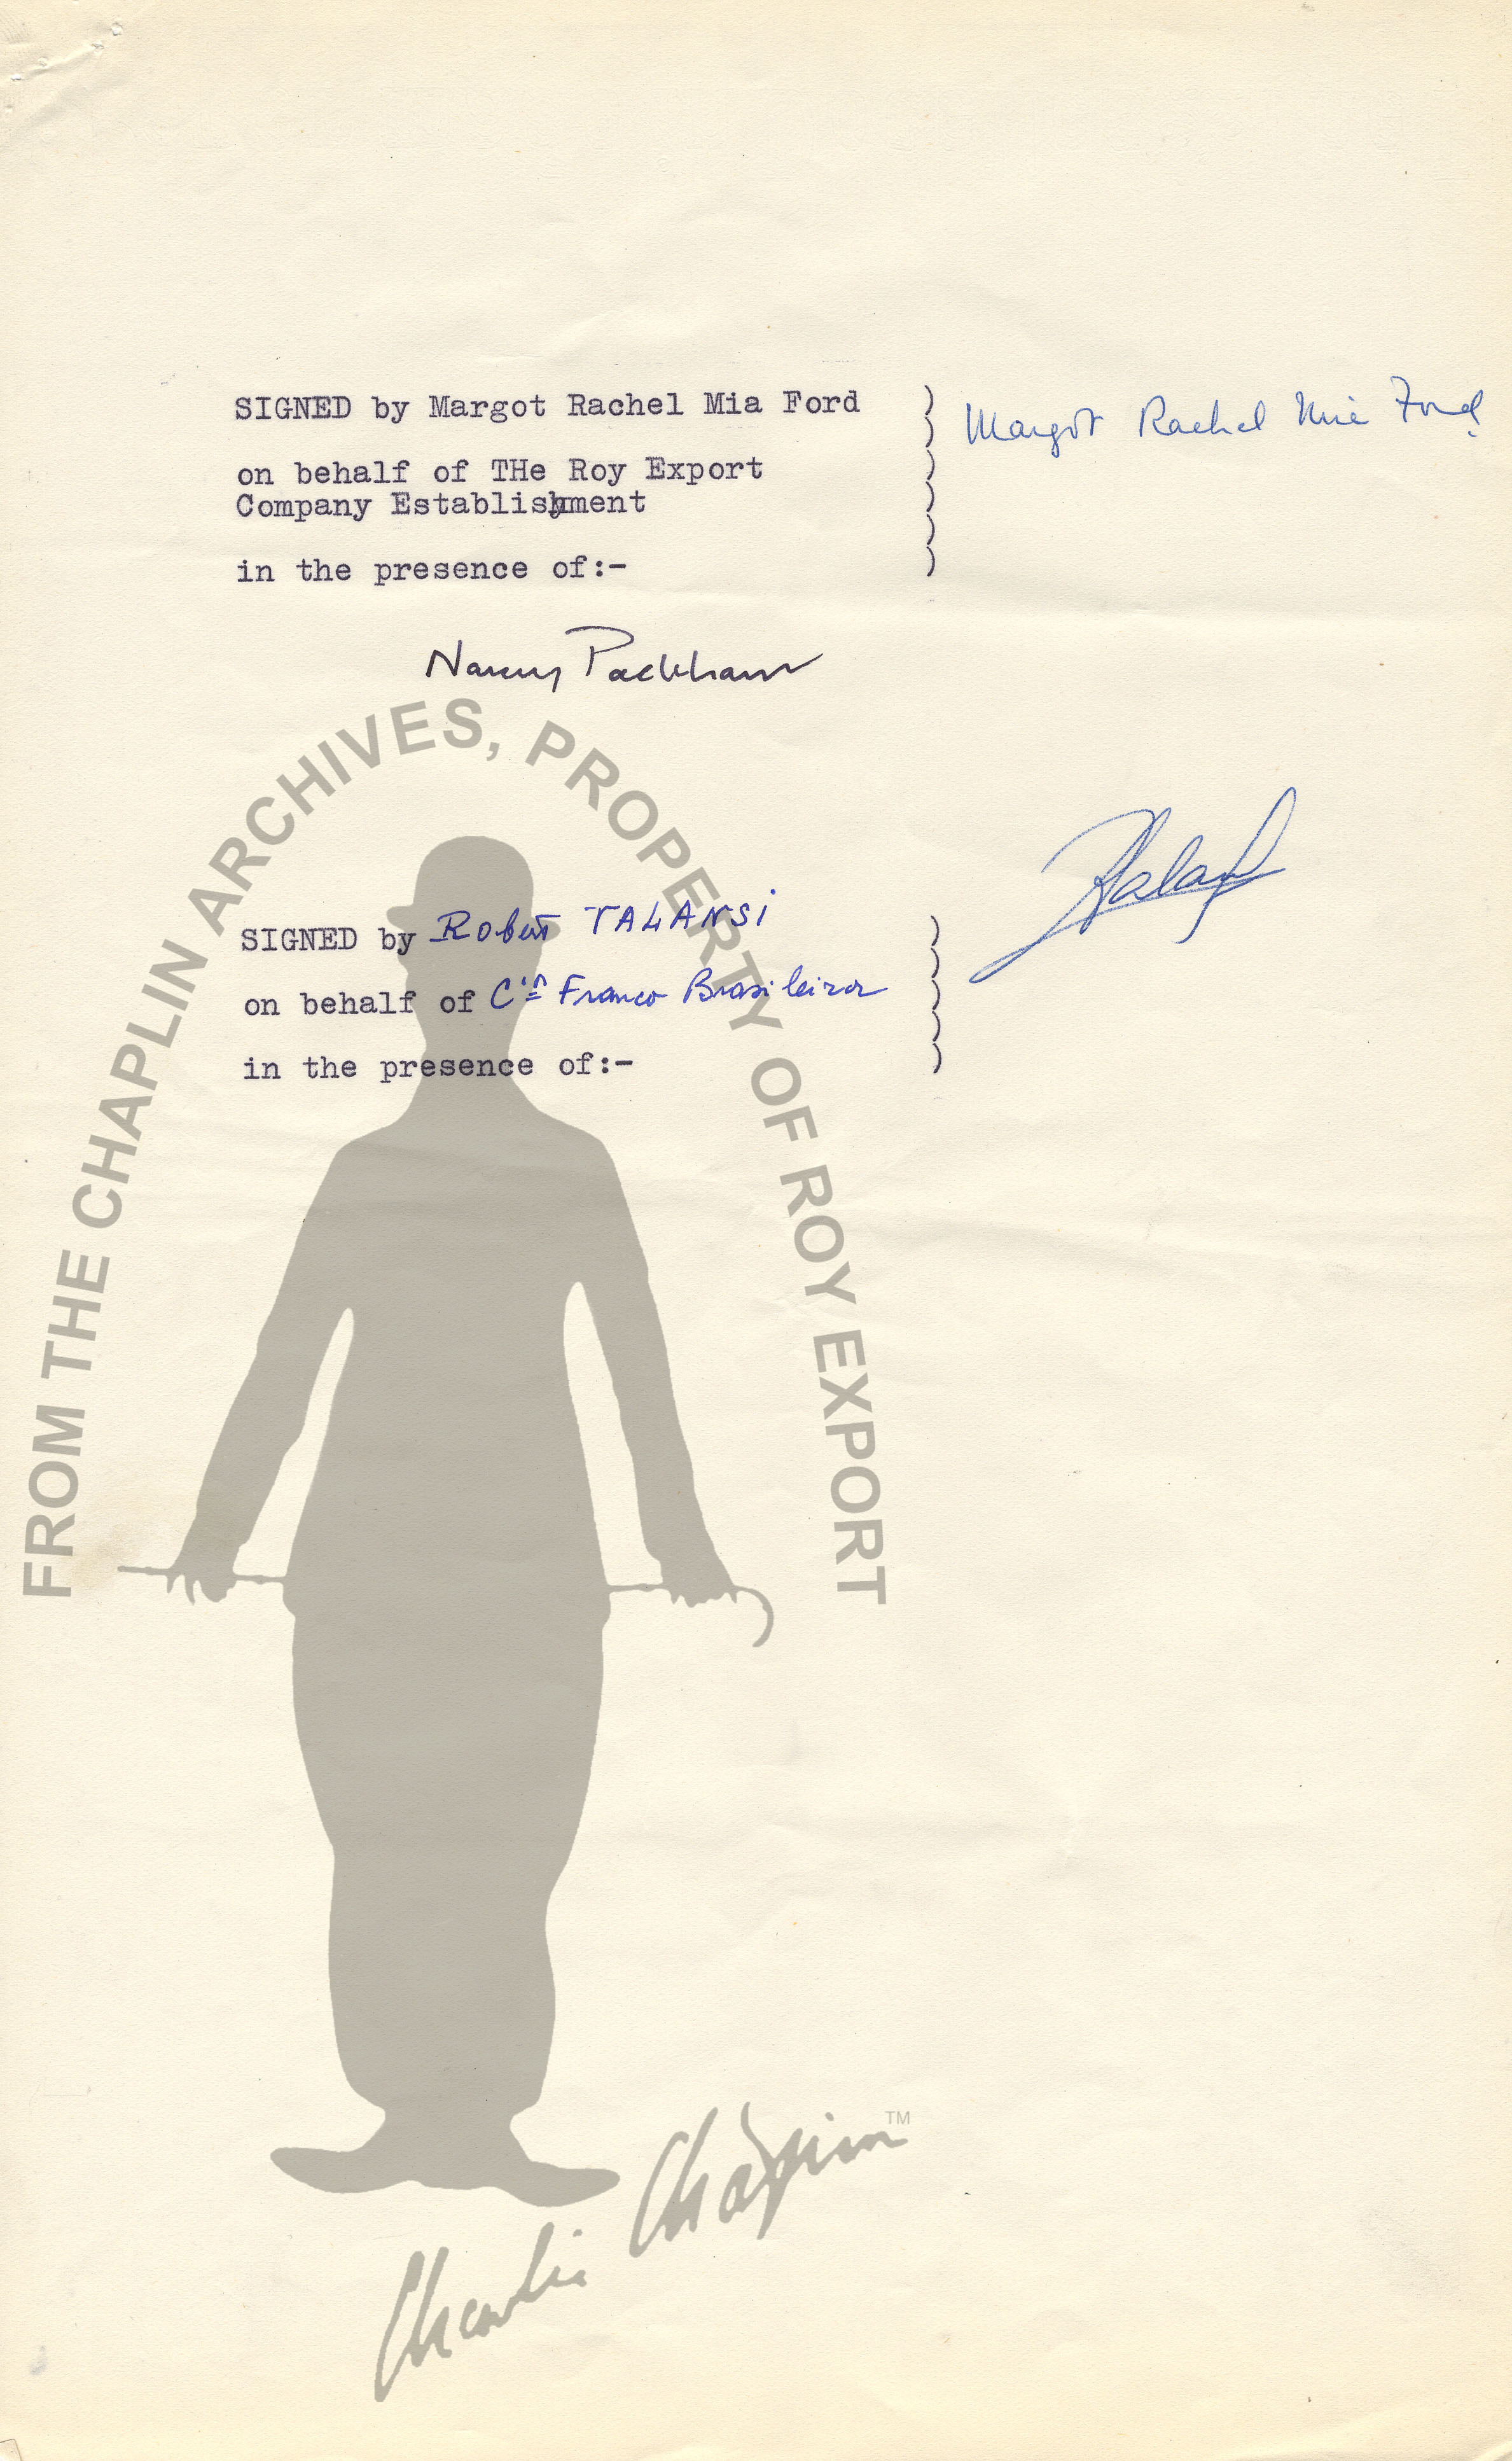 SIGNED by Margot Rachel Mia Ford
Margot Rachel Mia Ford
on behalf of THe Roy Export
Company Establishment
in the presence of:-
Nancy Packham
FROM THE CHAPLIN ARCHIVES, PROPERTY OF ROY EXPORT
SIGNED by Robert TALANSI
on behalf of Cia Franco Brasileira
in the presence of:-
Charlie Chaplin TM